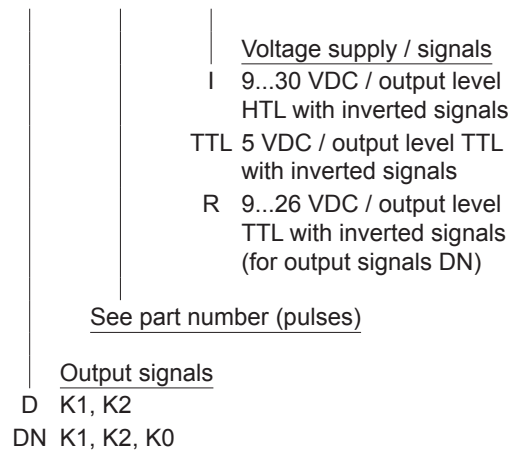 Voltage supply / signals
I 9...30 VDC / output level
HTL with inverted signals
TTL 5 VDC / output level TTL
with inverted signals
R 9...26 VDC / output level
TTL with inverted signals
(for output signals DN)
See part number (pulses)
Output signals
D K1, K2
DN K1, K2, K0